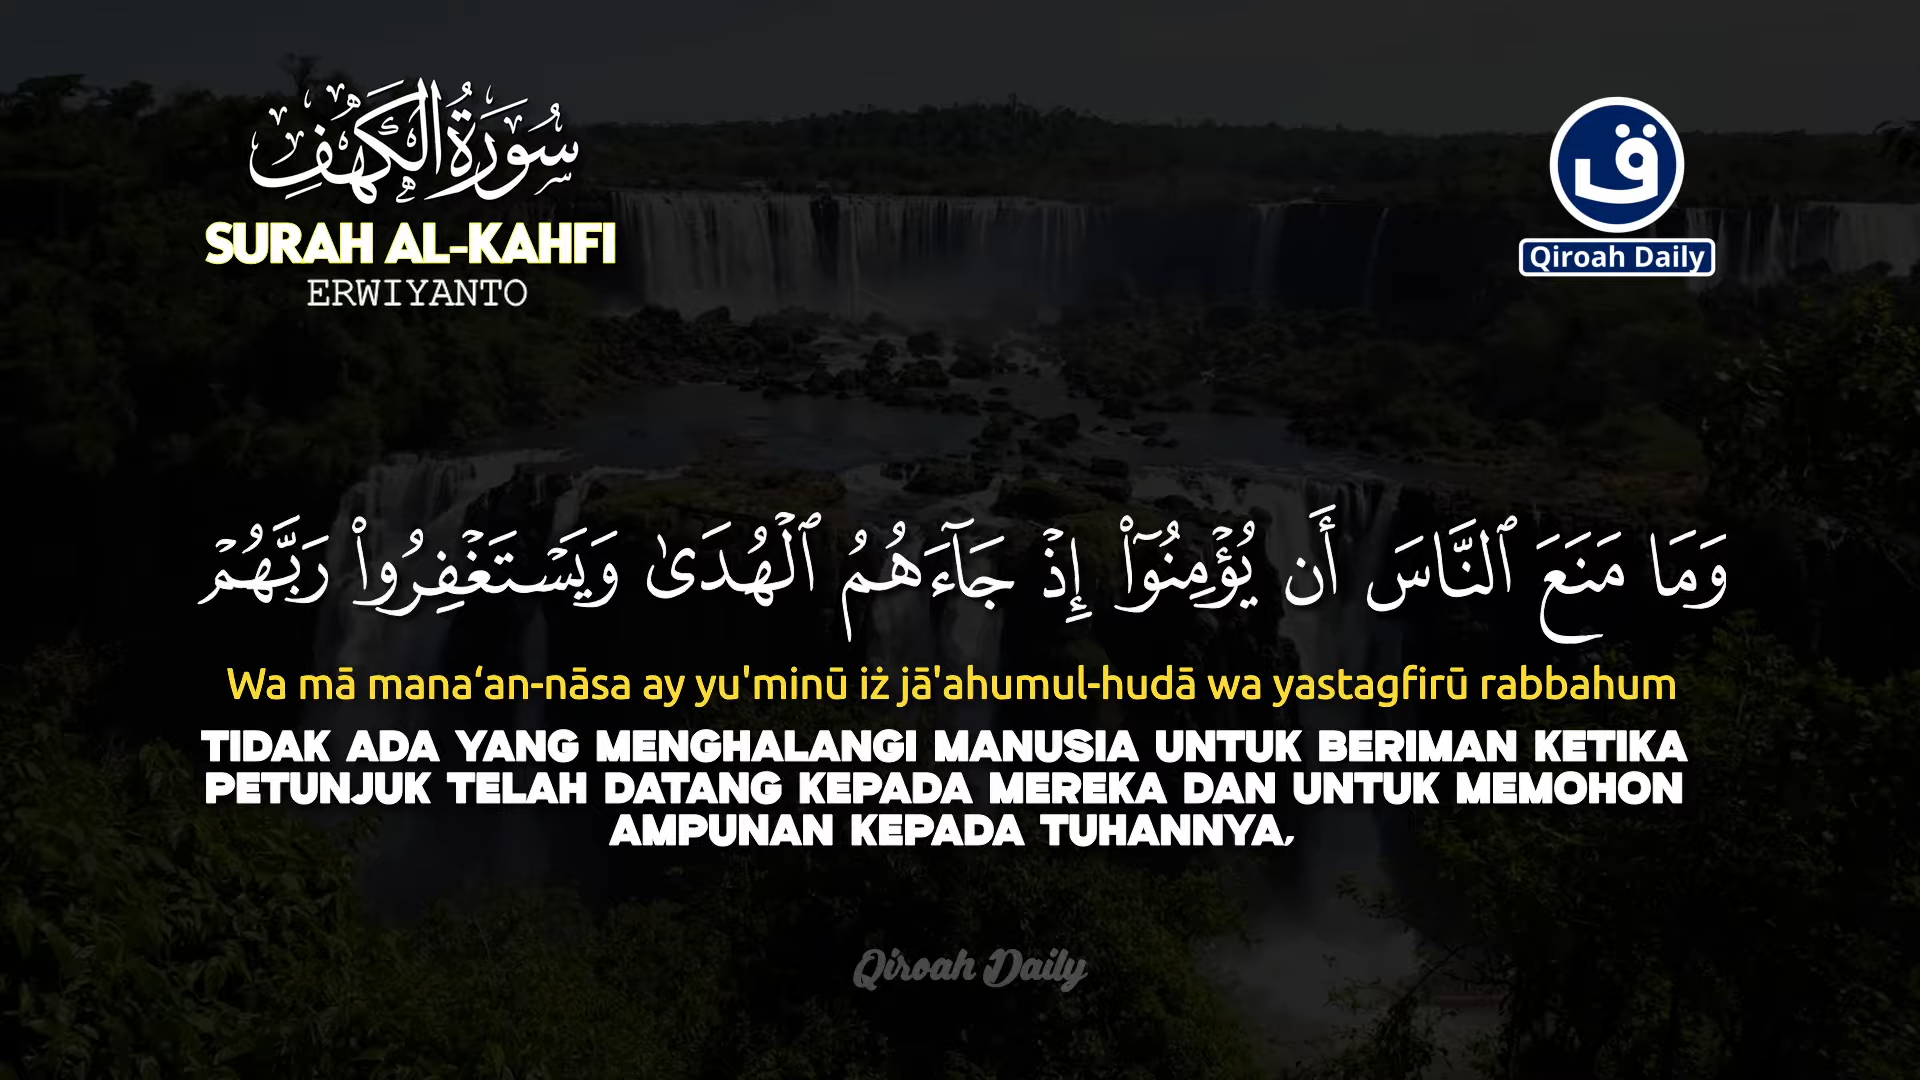 سُورَةُ الْكَهْفِ
SURAH AL-KAHFI
ERWIYANTO
ق
Qiroah Daily
وَمَا مَنَعَ ٱلنَّاسَ أَن يُؤْمِنُوٓا۟ إِذْ جَآءَهُمُ ٱلْهُدَىٰ وَيَسْتَغْفِرُوا۟ رَبَّهُمْ
Wa mā mana‘an-nāsa ay yu'minū iż jā'ahumul-hudā wa yastagfirū rabbahum
TIDAK ADA YANG MENGHALANGI MANUSIA UNTUK BERIMAN KETIKA
PETUNJUK TELAH DATANG KEPADA MEREKA DAN UNTUK MEMOHON
AMPUNAN KEPADA TUHANNYA,
Qiroah Daily